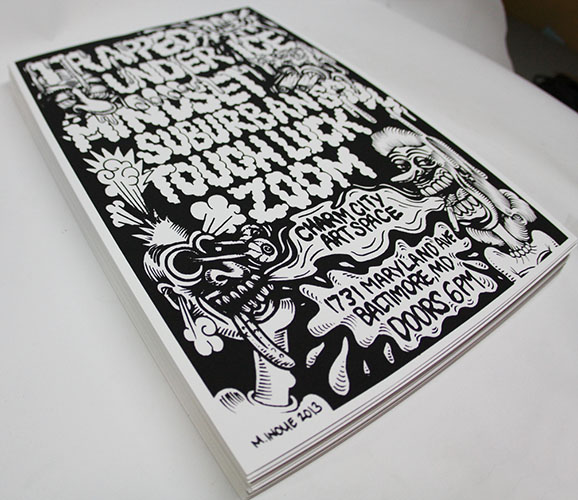 TRAPPED
UNDER ICE
MINDSET
SUBURBAN
TOUGH LUCK
ZOOM
CHARM CITY
ART SPACE
1731 MARYLAND AVE
BALTIMORE MD
DOORS 6PM
M. INOUE 2013